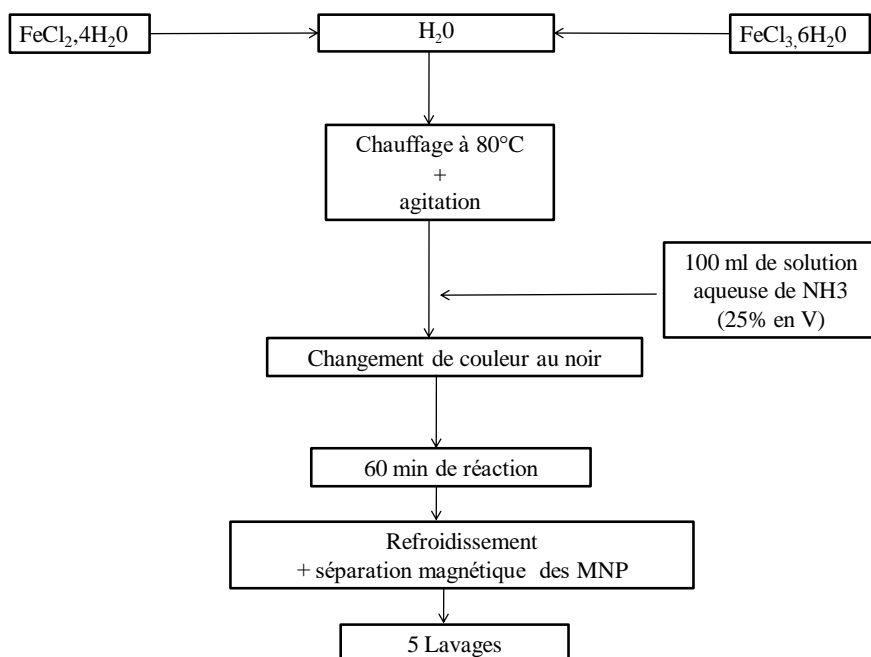 FeCl₂,4H₂0
H₂0
FeCl₃,6H₂0
Chauffage à 80°C
+
agitation
100 ml de solution
aqueuse de NH3
(25% en V)
Changement de couleur au noir
60 min de réaction
Refroidissement
+ séparation magnétique des MNP
5 Lavages